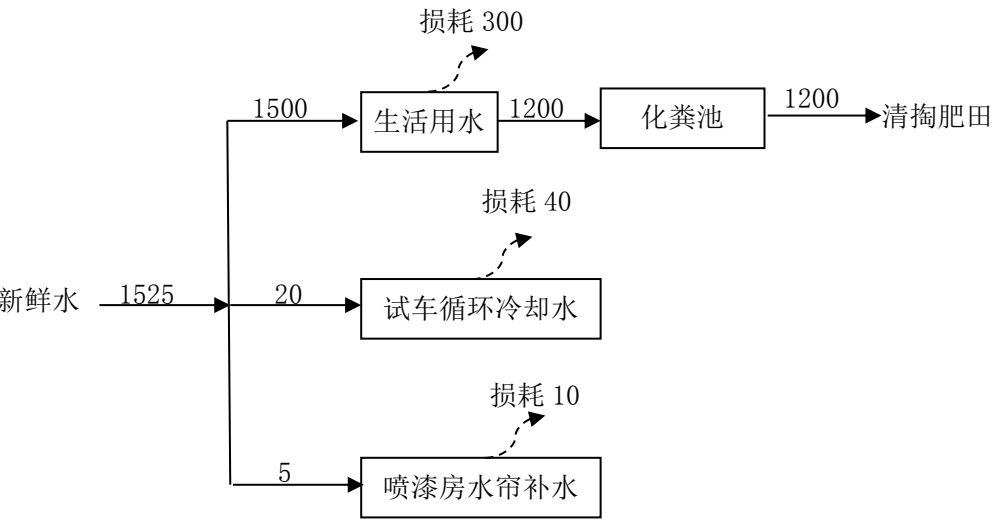 损耗 300
1500
生活用水
1200
化粪池
1200
清掏肥田
损耗 40
新鲜水
1525
20
试车循环冷却水
损耗 10
5
喷漆房水帘补水